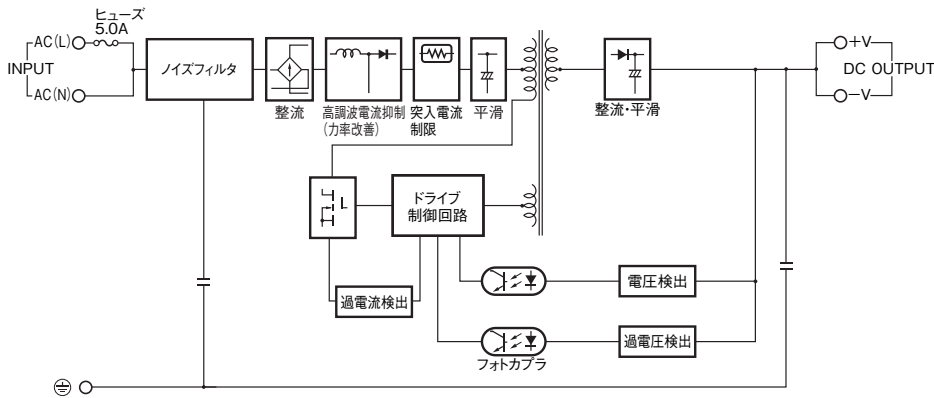 ヒューズ
5.0A
AC(L)
INPUT
AC(N)
ノイズフィルタ
整流
高調波電流抑制
(力率改善)
突入電流
制限
平滑
整流・平滑
+V
DC OUTPUT
−V
ドライブ
制御回路
過電流検出
電圧検出
過電圧検出
フォトカプラ